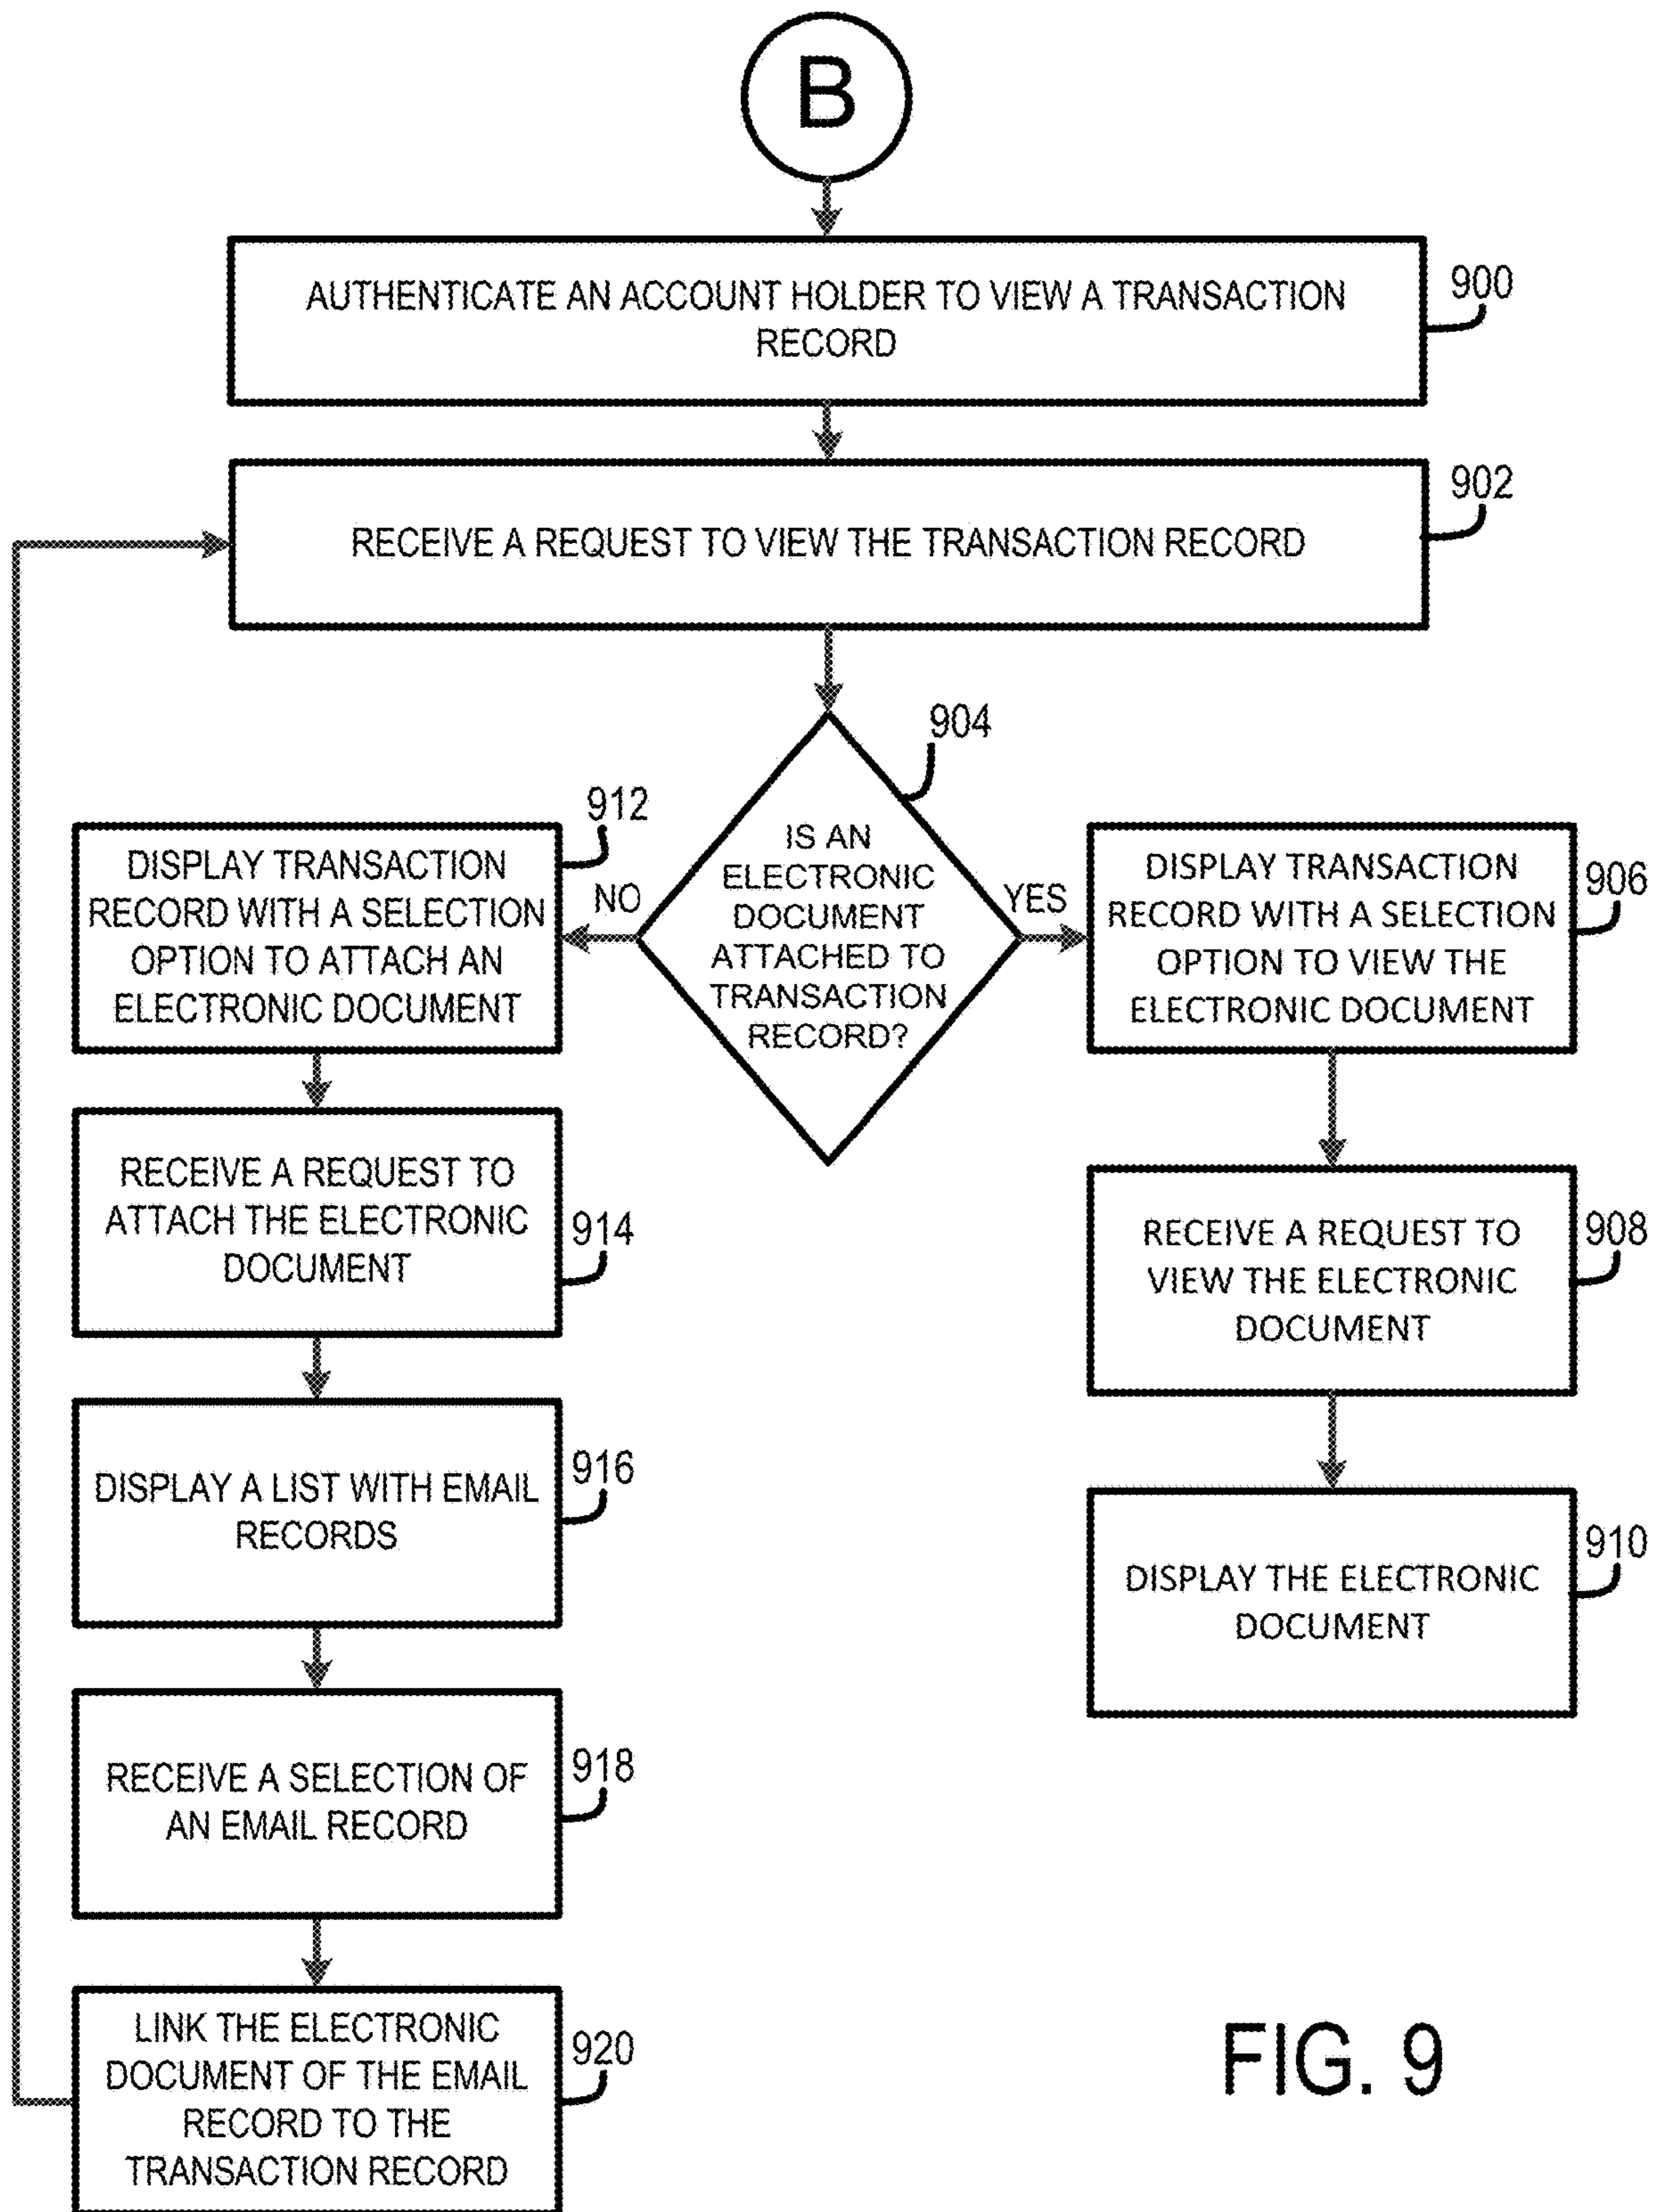 B
AUTHENTICATE AN ACCOUNT HOLDER TO VIEW A TRANSACTION
RECORD
900
RECEIVE A REQUEST TO VIEW THE TRANSACTION RECORD
902
904
IS AN
ELECTRONIC
DOCUMENT
ATTACHED TO
TRANSACTION
RECORD?
NO
YES
912
DISPLAY TRANSACTION
RECORD WITH A SELECTION
OPTION TO ATTACH AN
ELECTRONIC DOCUMENT
906
DISPLAY TRANSACTION
RECORD WITH A SELECTION
OPTION TO VIEW THE
ELECTRONIC DOCUMENT
RECEIVE A REQUEST TO
ATTACH THE ELECTRONIC
DOCUMENT
914
RECEIVE A REQUEST TO
VIEW THE ELECTRONIC
DOCUMENT
908
DISPLAY A LIST WITH EMAIL
RECORDS
916
DISPLAY THE ELECTRONIC
DOCUMENT
910
RECEIVE A SELECTION OF
AN EMAIL RECORD
918
LINK THE ELECTRONIC
DOCUMENT OF THE EMAIL
RECORD TO THE
TRANSACTION RECORD
920
FIG. 9